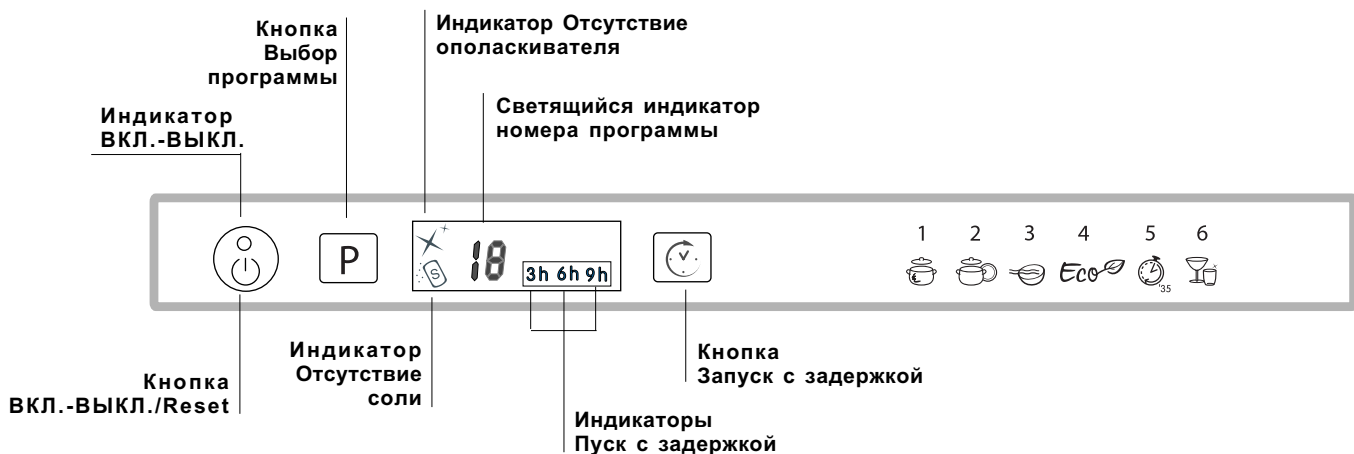 Кнопка
Выбор
программы
Индикатор Отсутствие
ополаскивателя
Светящийся индикатор
номера программы
Индикатор
ВКЛ.-ВЫКЛ.
P
S
18
3h 6h 9h
1 2 3 4 5 6
Eco
'35
Индикатор
Отсутствие
соли
Кнопка
Запуск с задержкой
Кнопка
ВКЛ.-ВЫКЛ./Reset
Индикаторы
Пуск с задержкой